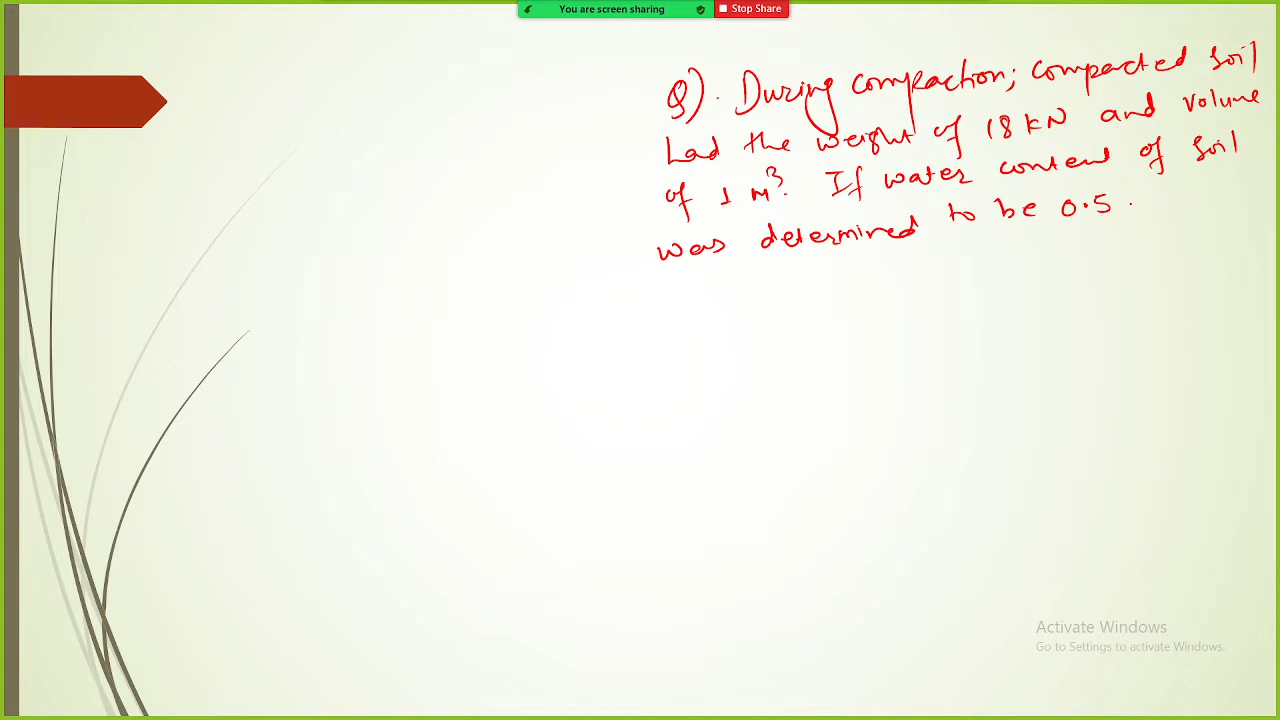 You are screen sharing
Stop Share
Q). During compaction; compacted soil
had the weight of 18 kN and volume
of 1 m³. If water content of soil
was determined to be 0.5.
Activate Windows
Go to Settings to activate Windows.